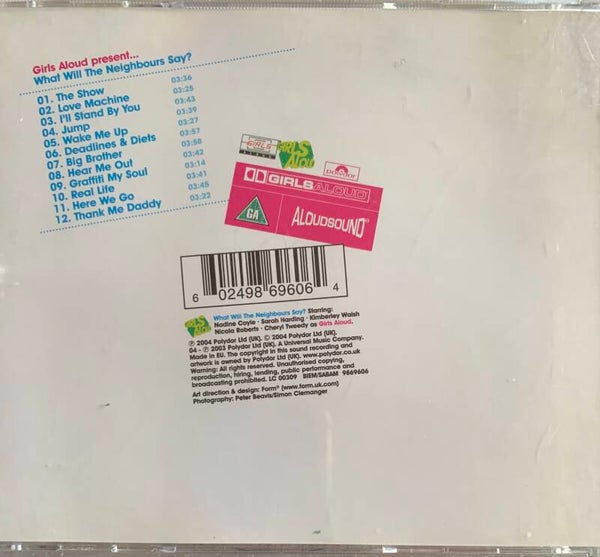 Girls Aloud present...
What Will The Neighbours Say?
01. The Show 03:36
02. Love Machine 03:25
03. I'll Stand By You 03:43
04. Jump 03:39
05. Wake Me Up 03:27
06. Deadlines & Diets 03:57
07. Big Brother 03:58
08. Hear Me Out 03:42
09. Graffiti My Soul 03:14
10. Real Life 03:41
11. Here We Go 03:45
12. Thank Me Daddy 03:22
GIRLS
ALOUD
GIRLS
ALOUD
Polydor
GIRLSALOUD
GA
ALOUDSOUND
6 02498 69606 4
GIRLS
ALOUD
What Will The Neighbours Say? Starring:
Nadine Coyle · Sarah Harding · Kimberley Walsh
Nicola Roberts · Cheryl Tweedy as Girls Aloud.
℗ 2004 Polydor Ltd (UK). © 2004 Polydor Ltd (UK).
04 - ℗ 2003 Polydor Ltd (UK). A Universal Music Company.
Made in EU. The copyright in this sound recording and
artwork is owned by Polydor Ltd (UK). www.polydor.co.uk
Warning: All rights reserved. Unauthorised copying,
reproduction, hiring, lending, public performance and
broadcasting prohibited. LC 00309 BIEM/SABAM 9869606
Art direction & design: Form® (www.form.uk.com)
Photography: Peter Beavis/Simon Clemanger